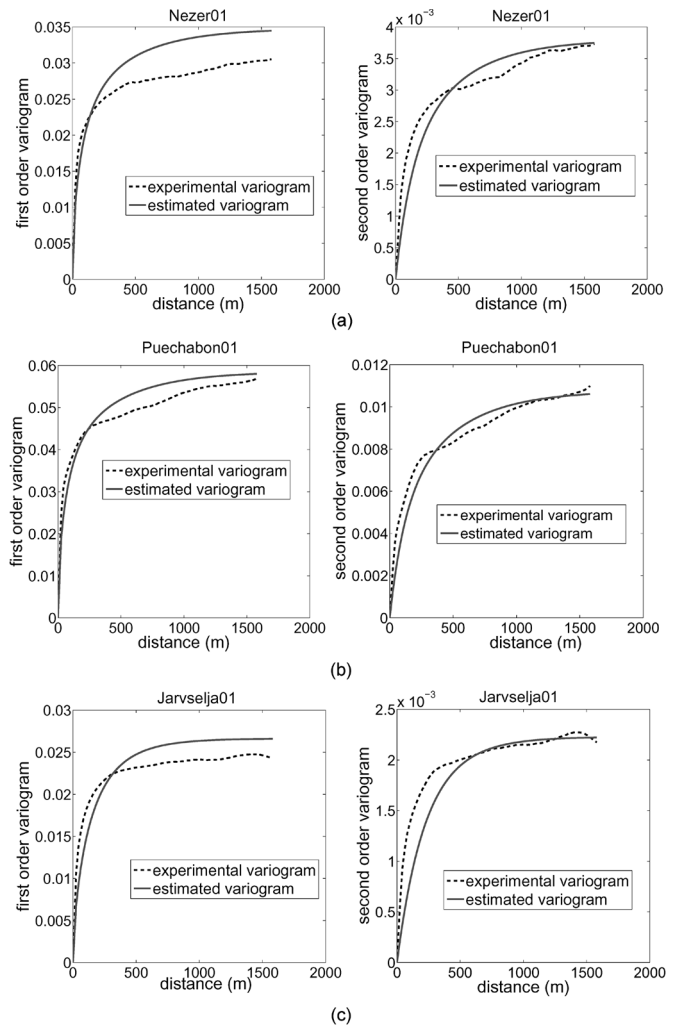 Nezer01
first order variogram
0.035
0.03
0.025
0.02
0.015
0.01
0.005
0
experimental variogram
estimated variogram
0 500 1000 1500 2000
distance (m)
Nezer01
x 10⁻³
second order variogram
4
3.5
3
2.5
2
1.5
1
0.5
0
experimental variogram
estimated variogram
0 500 1000 1500 2000
distance (m)
(a)
Puechabon01
first order variogram
0.06
0.05
0.04
0.03
0.02
0.01
0
experimental variogram
estimated variogram
0 500 1000 1500 2000
distance (m)
Puechabon01
second order variogram
0.012
0.01
0.008
0.006
0.004
0.002
0
experimental variogram
estimated variogram
0 500 1000 1500 2000
distance (m)
(b)
Jarvselja01
first order variogram
0.03
0.025
0.02
0.015
0.01
0.005
0
experimental variogram
estimated variogram
0 500 1000 1500 2000
distance (m)
Jarvselja01
x 10⁻³
second order variogram
2.5
2
1.5
1
0.5
0
experimental variogram
estimated variogram
0 500 1000 1500 2000
distance (m)
(c)